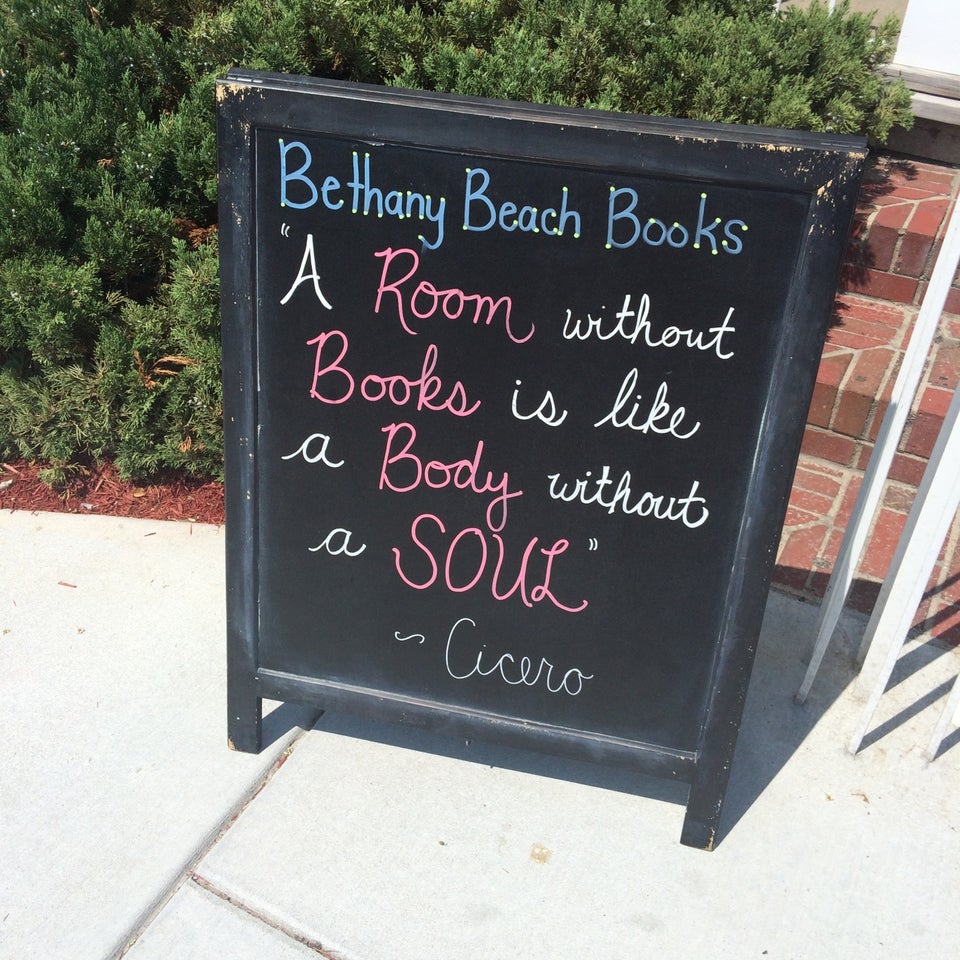 Bethany Beach Books
"A Room without
Books is like
a Body without
a SOUL"
~ Cicero